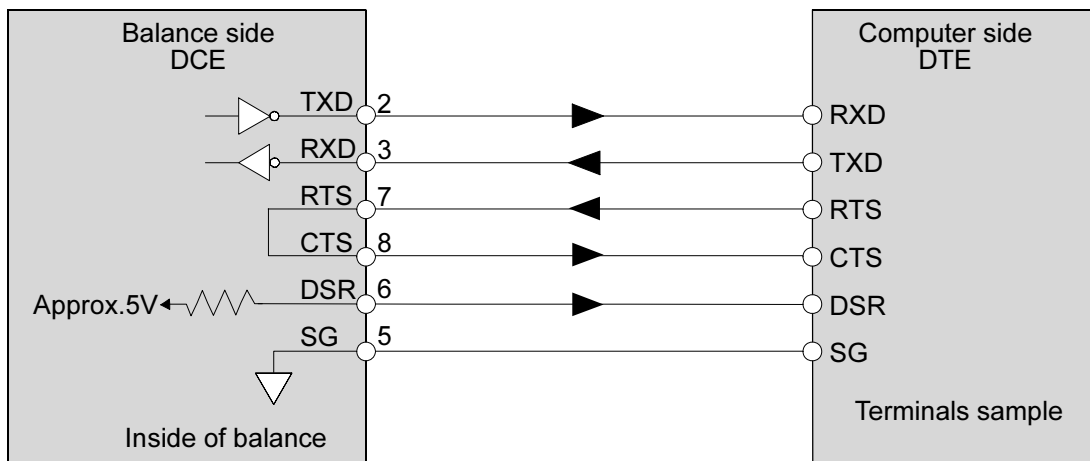 Balance side
DCE
Computer side
DTE
TXD 2 RXD
RXD 3 TXD
RTS 7 RTS
CTS 8 CTS
Approx.5V DSR 6 DSR
SG 5 SG
Inside of balance
Terminals sample